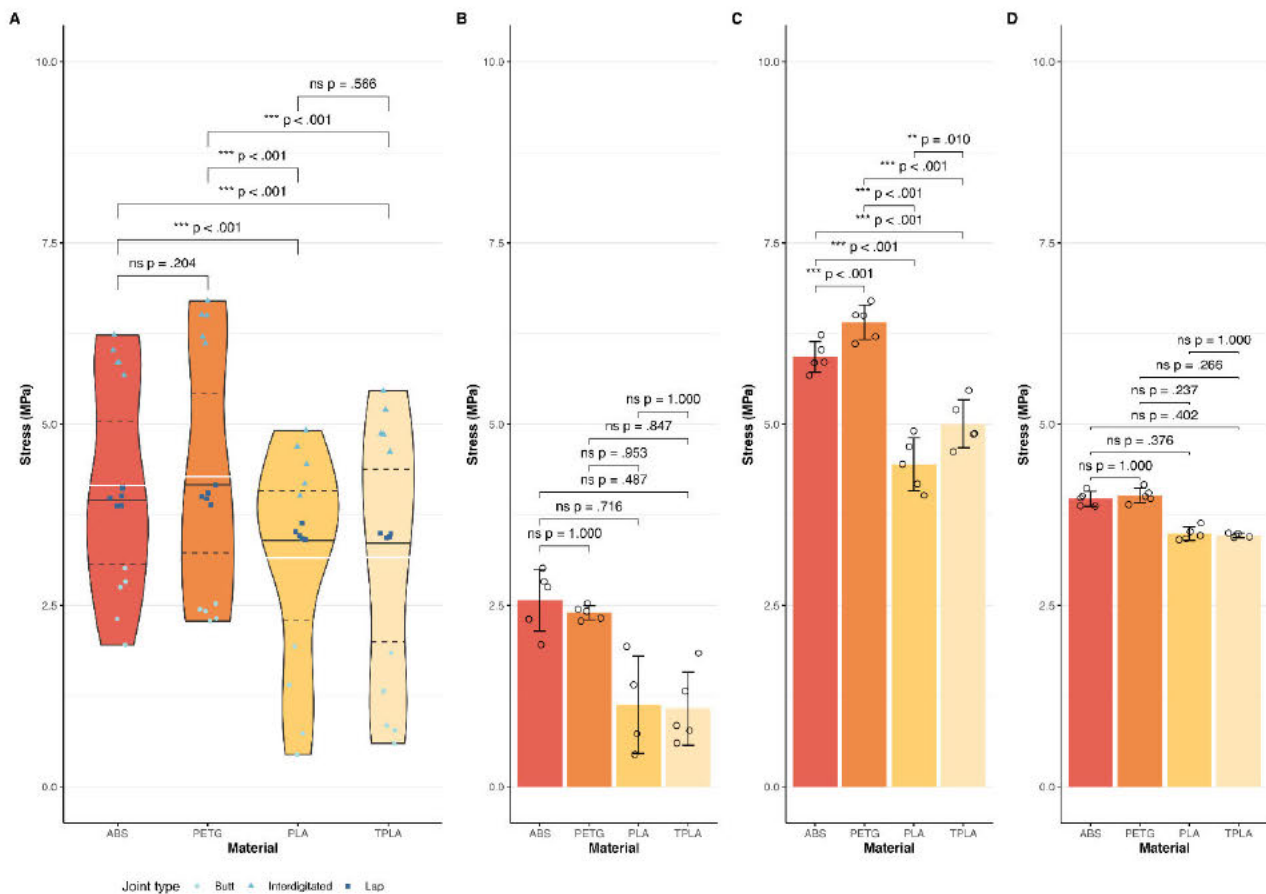 A
10.0
7.5
5.0
2.5
0.0
Stress (MPa)
ns p = .566
*** p < .001
*** p < .001
*** p < .001
*** p < .001
ns p = .204
ABS PETG PLA TPLA
Material
B
10.0
7.5
5.0
2.5
0.0
Stress (MPa)
ns p = 1.000
ns p = .847
ns p = .953
ns p = .487
ns p = .716
ns p = 1.000
ABS PETG PLA TPLA
Material
C
10.0
7.5
5.0
2.5
0.0
Stress (MPa)
** p = .010
*** p < .001
*** p < .001
*** p < .001
*** p < .001
*** p < .001
ABS PETG PLA TPLA
Material
D
10.0
7.5
5.0
2.5
0.0
Stress (MPa)
ns p = 1.000
ns p = .266
ns p = .237
ns p = .402
ns p = .376
ns p = 1.000
ABS PETG PLA TPLA
Material
Joint type Butt Interdigitated Lap